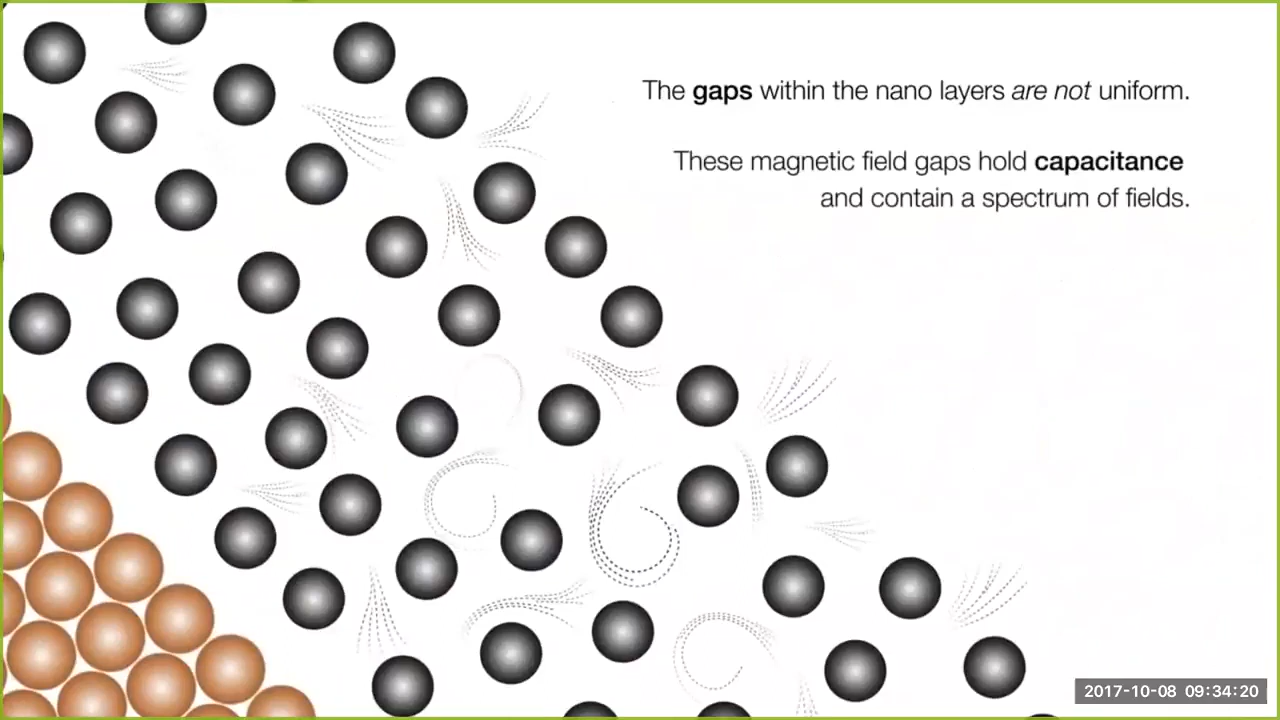 The gaps within the nano layers are not uniform.
These magnetic field gaps hold capacitance
and contain a spectrum of fields.
2017-10-08 09:34:20